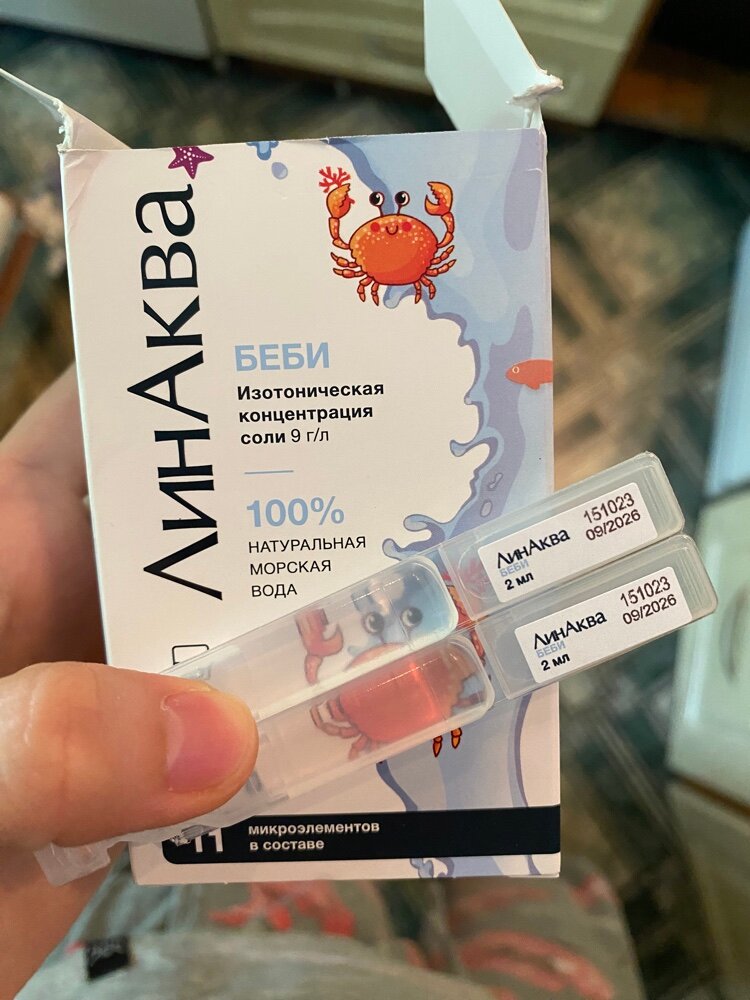 ЛинАква
БЕБИ
Изотоническая
концентрация
соли 9 г/л
100%
НАТУРАЛЬНАЯ
МОРСКАЯ
ВОДА
ЛинАква 151023
БЕБИ 09/2026
2 мл
ЛинАква 151023
БЕБИ 09/2026
2 мл
11 микроэлементов
в составе